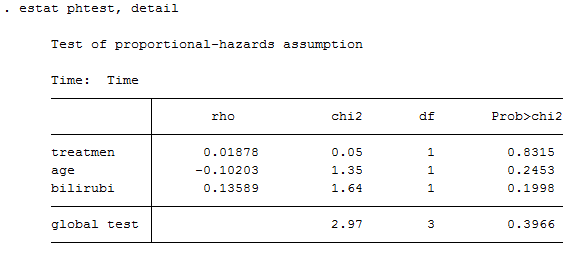 . estat phtest, detail
Test of proportional-hazards assumption
Time: Time
rho chi2 df Prob>chi2
treatmen 0.01878 0.05 1 0.8315
age -0.10203 1.35 1 0.2453
bilirubi 0.13589 1.64 1 0.1998
global test 2.97 3 0.3966